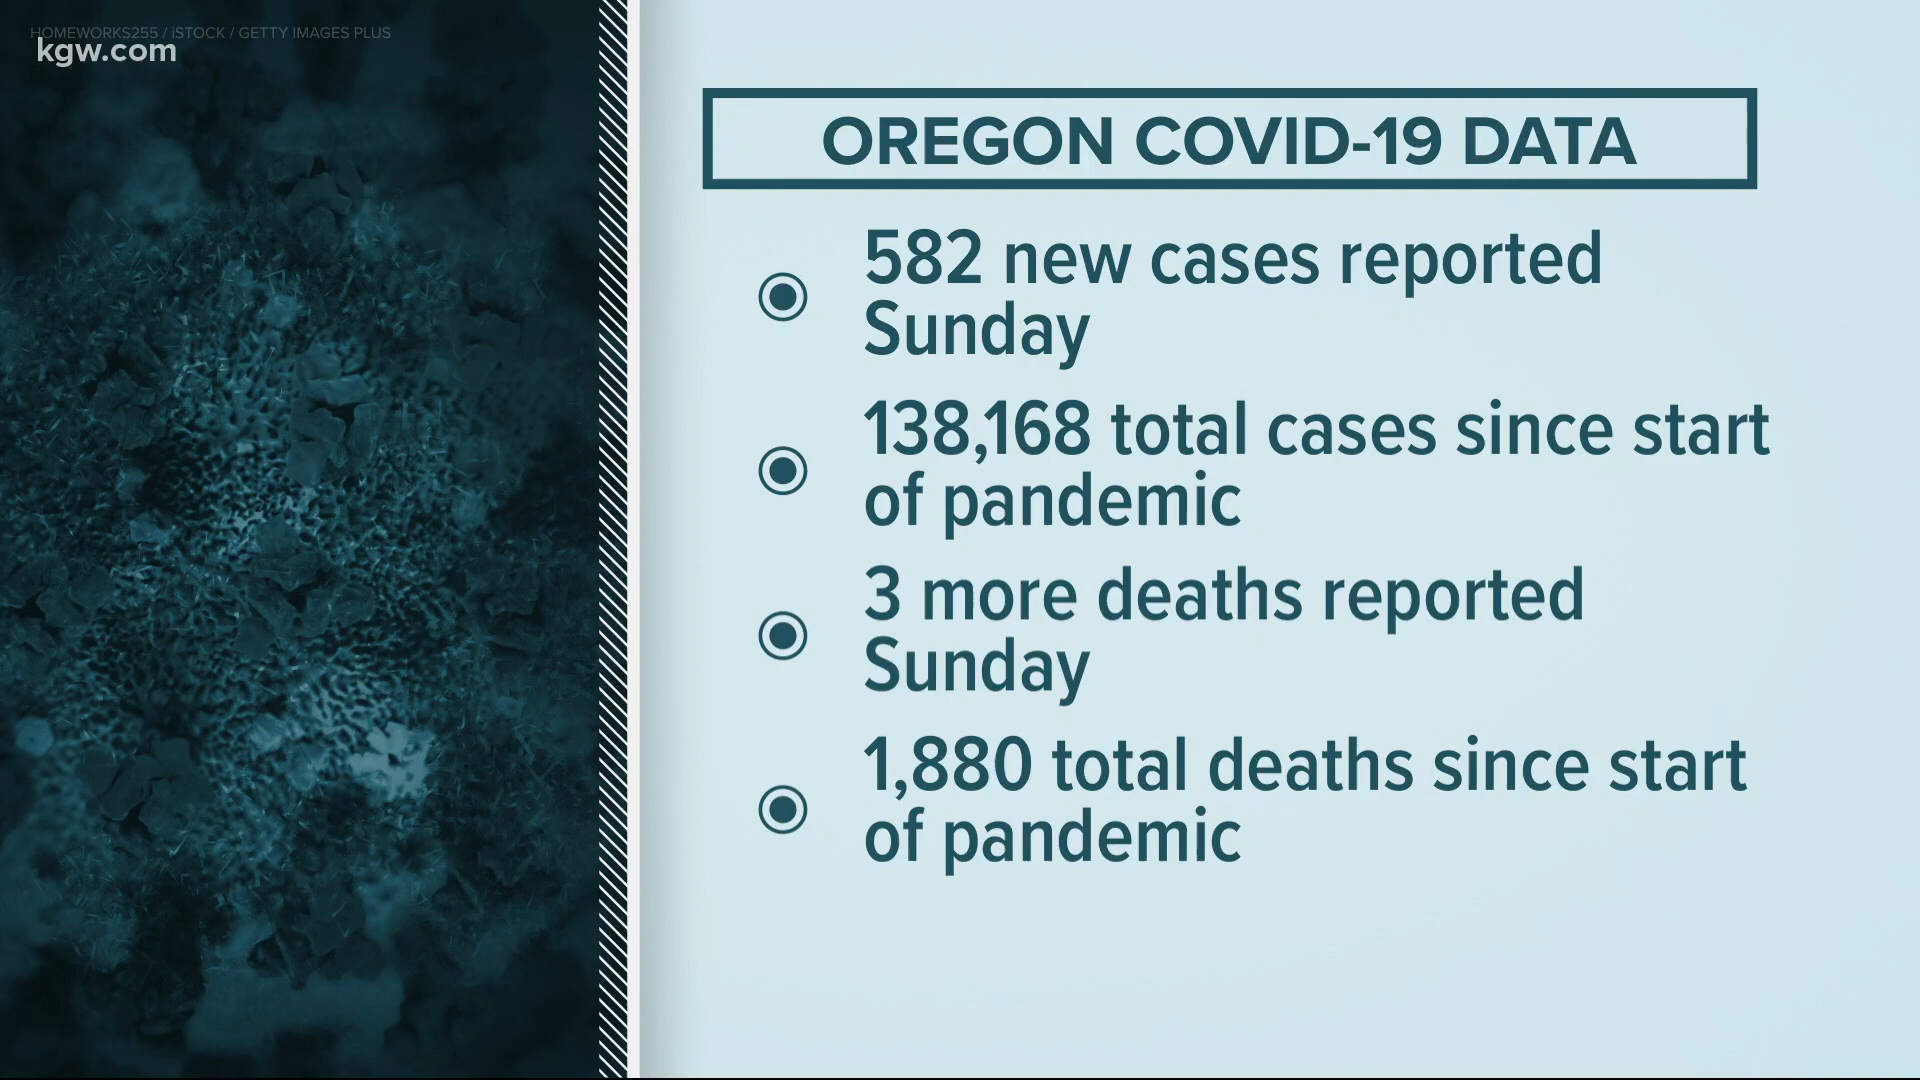 HOMEWORKS255 / iSTOCK / GETTY IMAGES PLUS
kgw.com
OREGON COVID-19 DATA
582 new cases reported
Sunday
138,168 total cases since start
of pandemic
3 more deaths reported
Sunday
1,880 total deaths since start
of pandemic